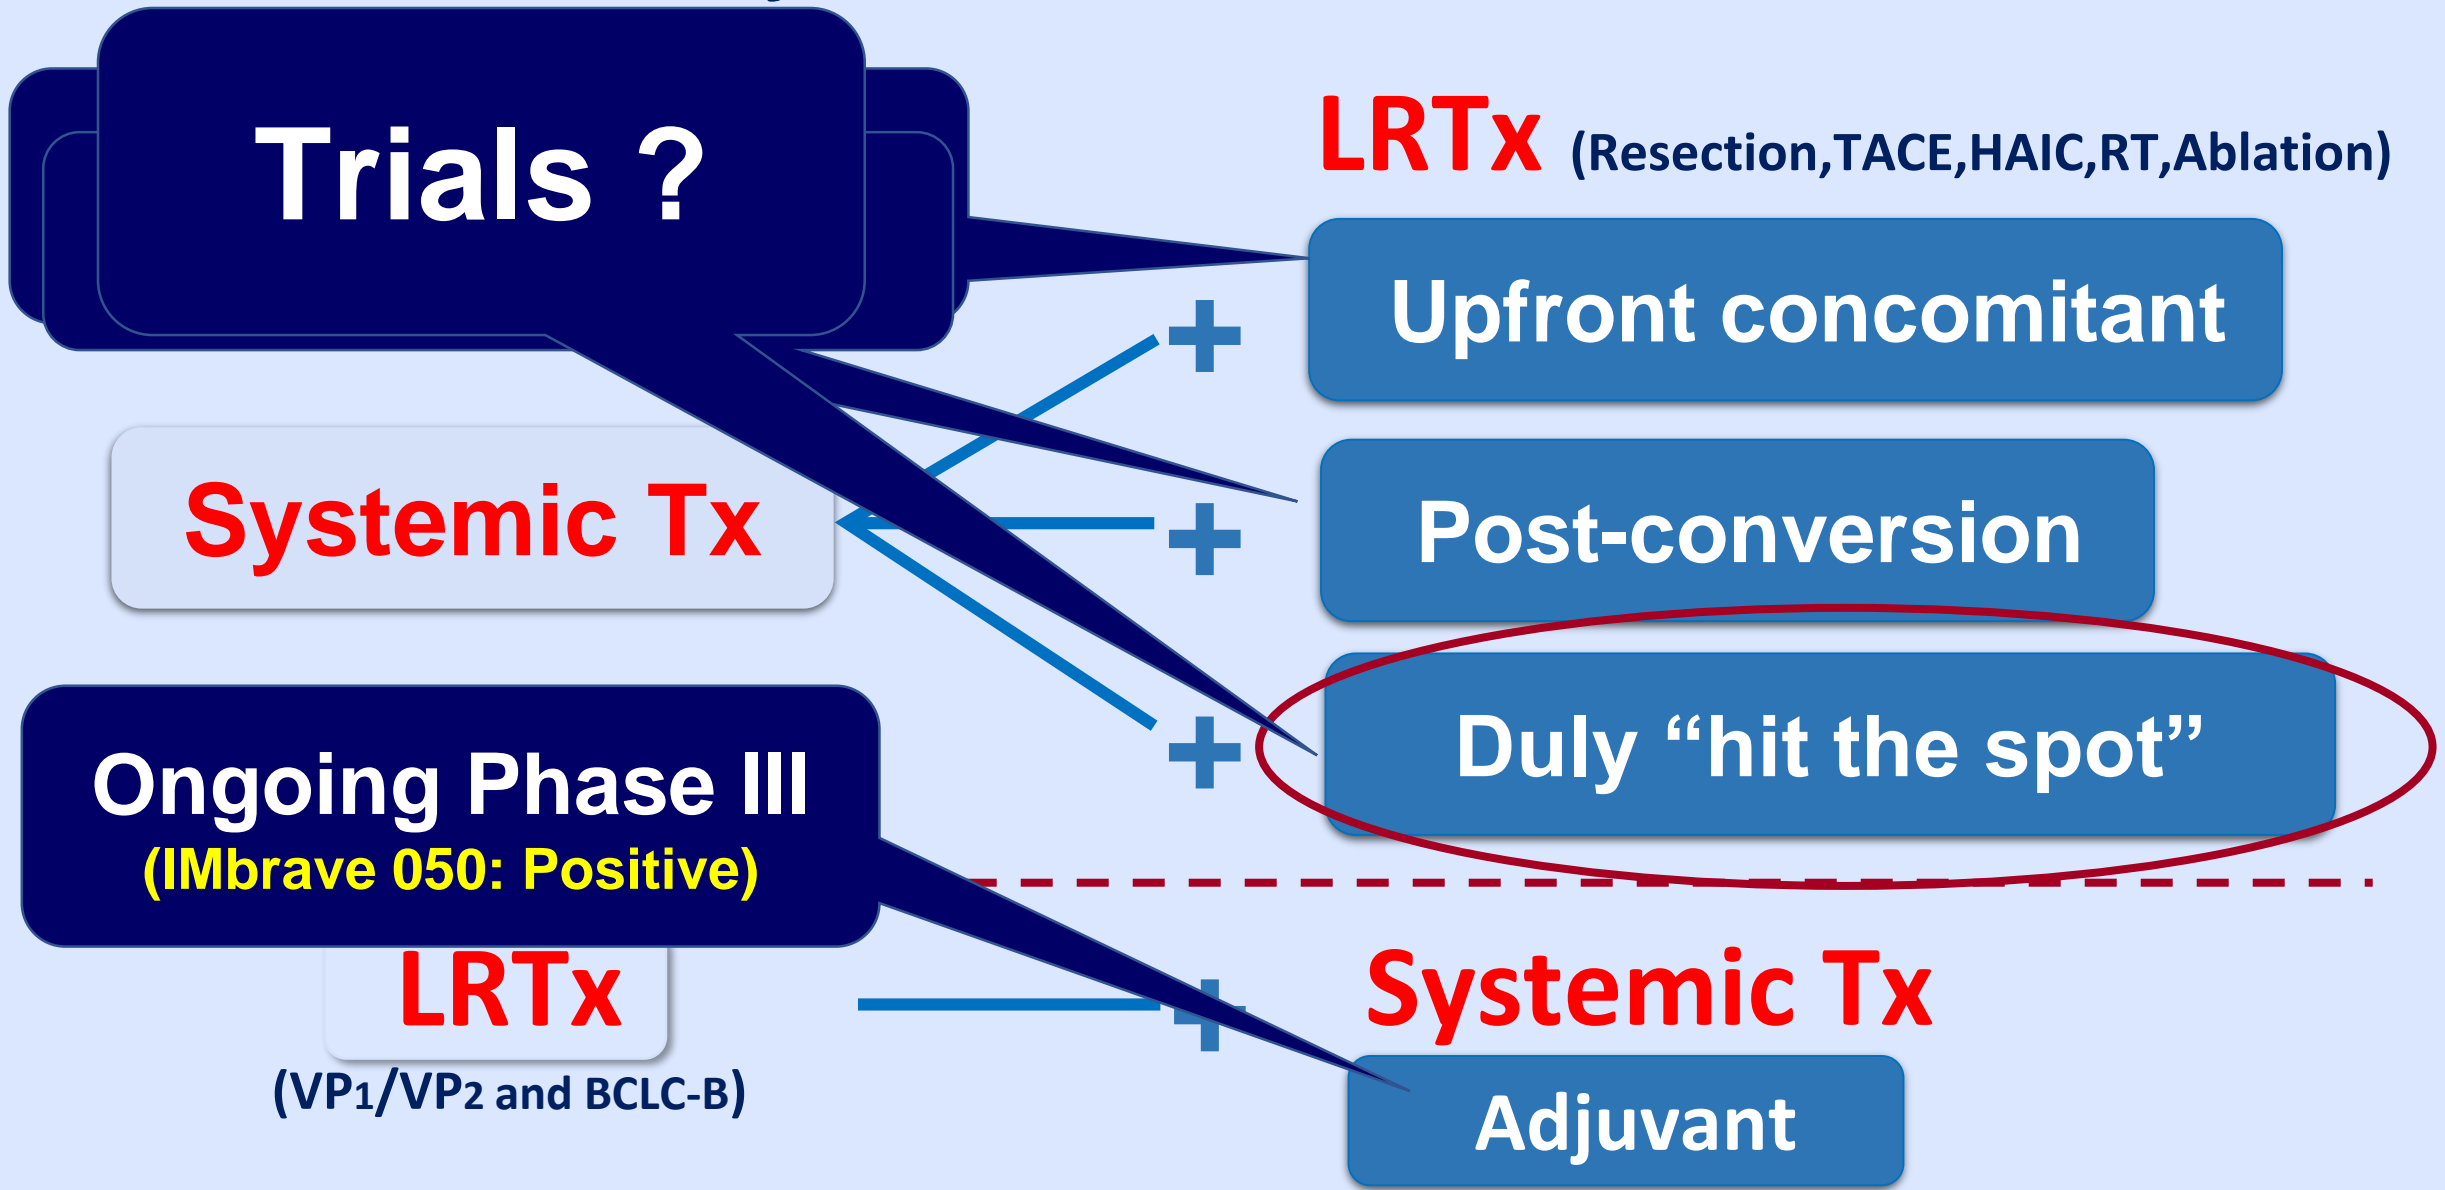 Trials ?
LRTx (Resection,TACE,HAIC,RT,Ablation)
Upfront concomitant
Systemic Tx
Post-conversion
Duly “hit the spot”
Ongoing Phase III
(IMbrave 050: Positive)
LRTx
(VP1/VP2 and BCLC-B)
Systemic Tx
Adjuvant